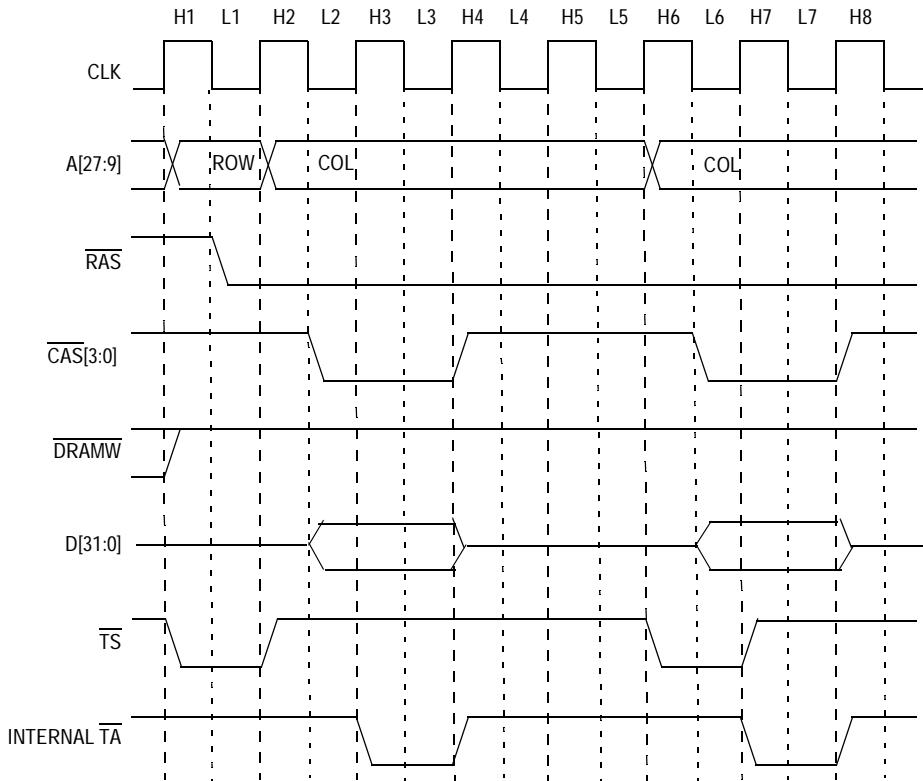 H1 L1 H2 L2 H3 L3 H4 L4 H5 L5 H6 L6 H7 L7 H8
CLK
A[27:9] ROW COL COL
RAS
CAS[3:0]
DRAMW
D[31:0]
TS
INTERNAL TA